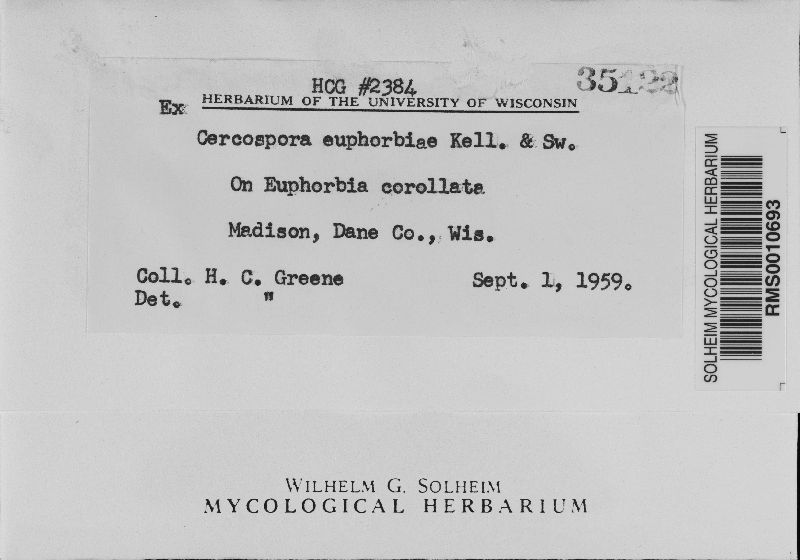 HCG #2384
35122
Ex HERBARIUM OF THE UNIVERSITY OF WISCONSIN
Cercospora euphorbiae Kell. & Sw.
On Euphorbia corollata
Madison, Dane Co., Wis.
Coll. H. C. Greene Sept. 1, 1959.
Det. "
SOLHEIM MYCOLOGICAL HERBARIUM
RMS0010693
WILHELM G. SOLHEIM
MYCOLOGICAL HERBARIUM